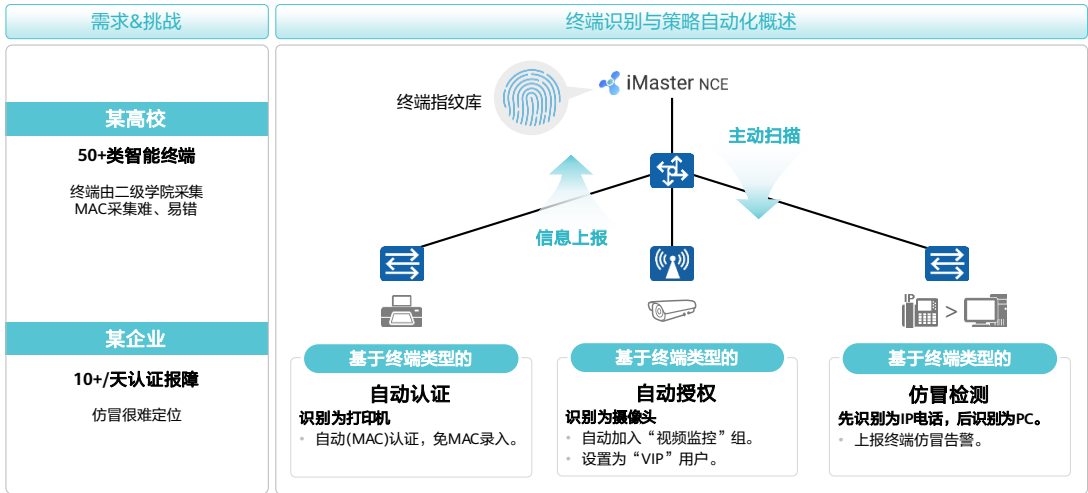 需求&挑战
终端识别与策略自动化概述
某高校
50+类智能终端
终端由二级学院采集
MAC采集难、易错
某企业
10+/天认证报障
仿冒很难定位
终端指纹库
iMaster NCE
主动扫描
信息上报
IP
>
基于终端类型的
自动认证
识别为打印机
• 自动(MAC)认证，免MAC录入。
基于终端类型的
自动授权
识别为摄像头
• 自动加入“视频监控”组。
• 设置为“VIP”用户。
基于终端类型的
仿冒检测
先识别为IP电话，后识别为PC。
• 上报终端仿冒告警。